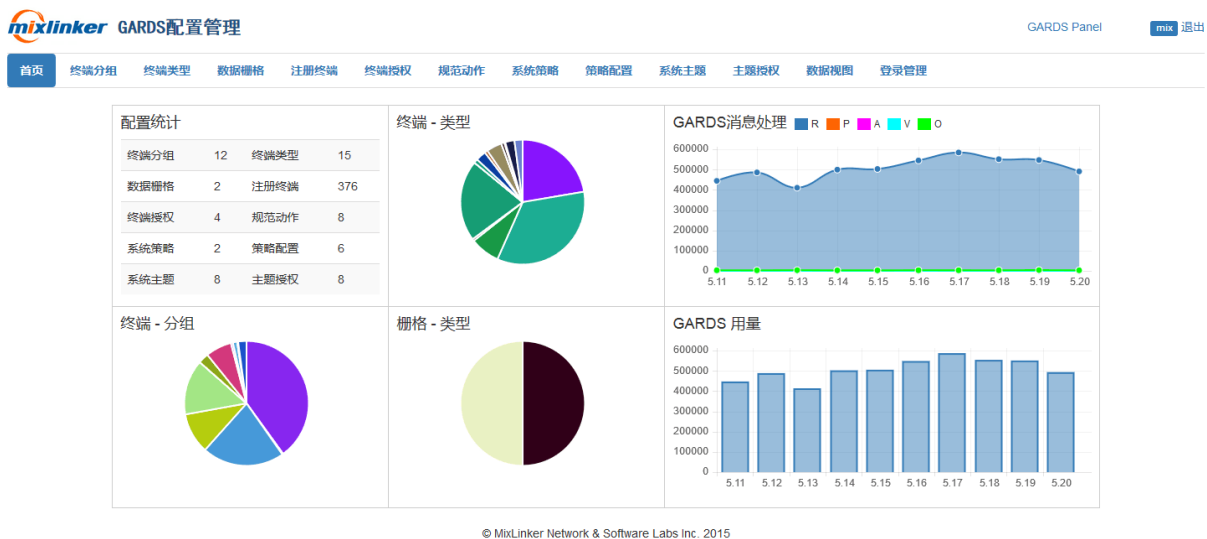 mixlinker GARDS配置管理 GARDS Panel mix 退出
首页 终端分组 终端类型 数据栅格 注册终端 终端授权 规范动作 系统策略 策略配置 系统主题 主题授权 数据视图 登录管理
配置统计
终端分组 12 终端类型 15
数据栅格 2 注册终端 376
终端授权 4 规范动作 8
系统策略 2 策略配置 6
系统主题 8 主题授权 8
终端 - 类型
GARDS消息处理 R P A V O
600000
500000
400000
300000
200000
100000
0
5.11 5.12 5.13 5.14 5.15 5.16 5.17 5.18 5.19 5.20
终端 - 分组
栅格 - 类型
GARDS 用量
600000
500000
400000
300000
200000
100000
0
5.11 5.12 5.13 5.14 5.15 5.16 5.17 5.18 5.19 5.20
© MixLinker Network & Software Labs Inc. 2015